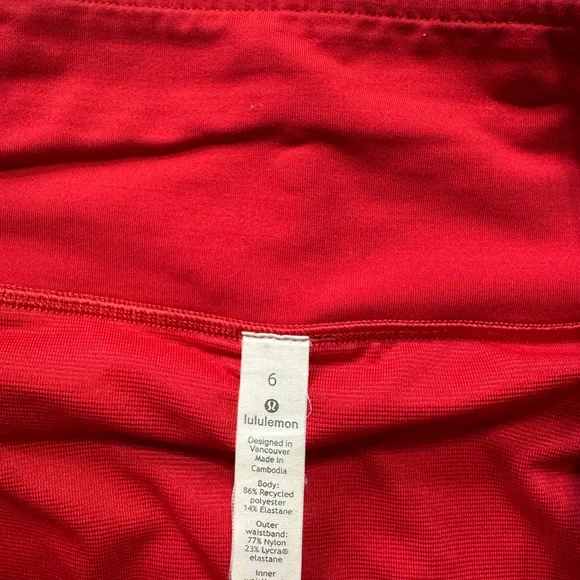 6
lululemon
Designed in
Vancouver
Made in
Cambodia
Body:
86% Recycled
polyester
14% Elastane
Outer
waistband:
77% Nylon
23% Lycra®
elastane
Inner